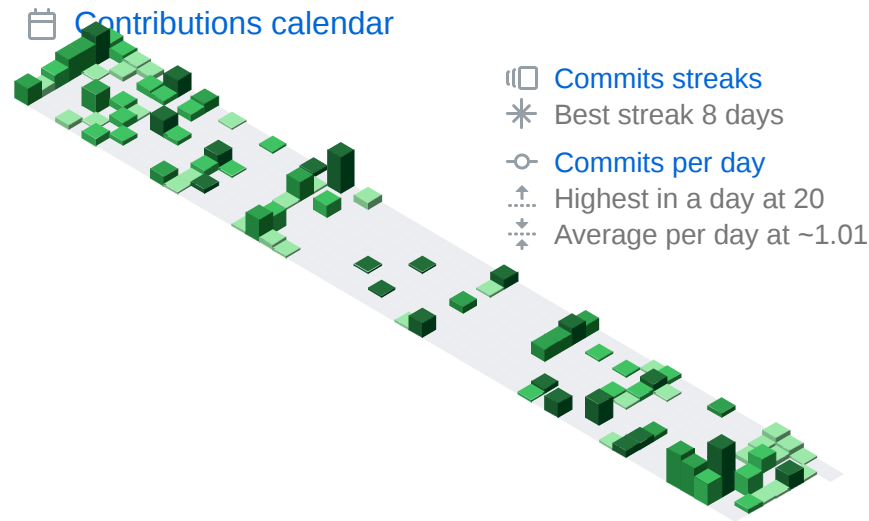 Contributions calendar
Commits streaks
Best streak 8 days
Commits per day
Highest in a day at 20
Average per day at ~1.01